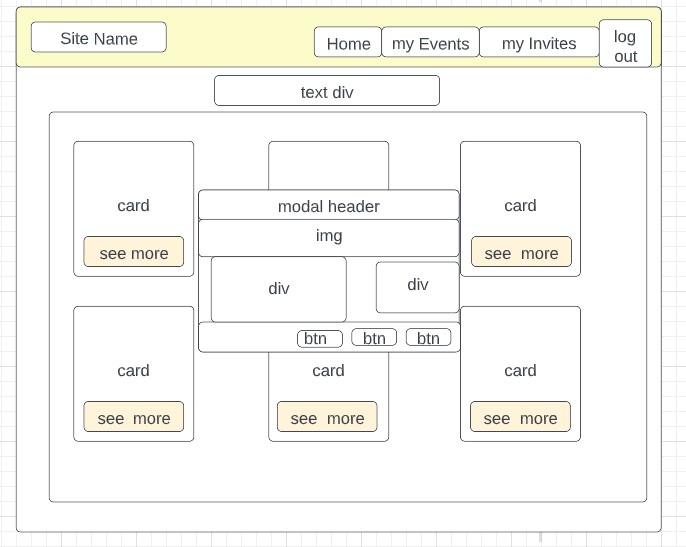 Site Name
Home
my Events
my Invites
log
out
text div
card
see more
modal header
img
div
div
btn
btn
btn
card
see more
card
see more
card
see more
card
see more